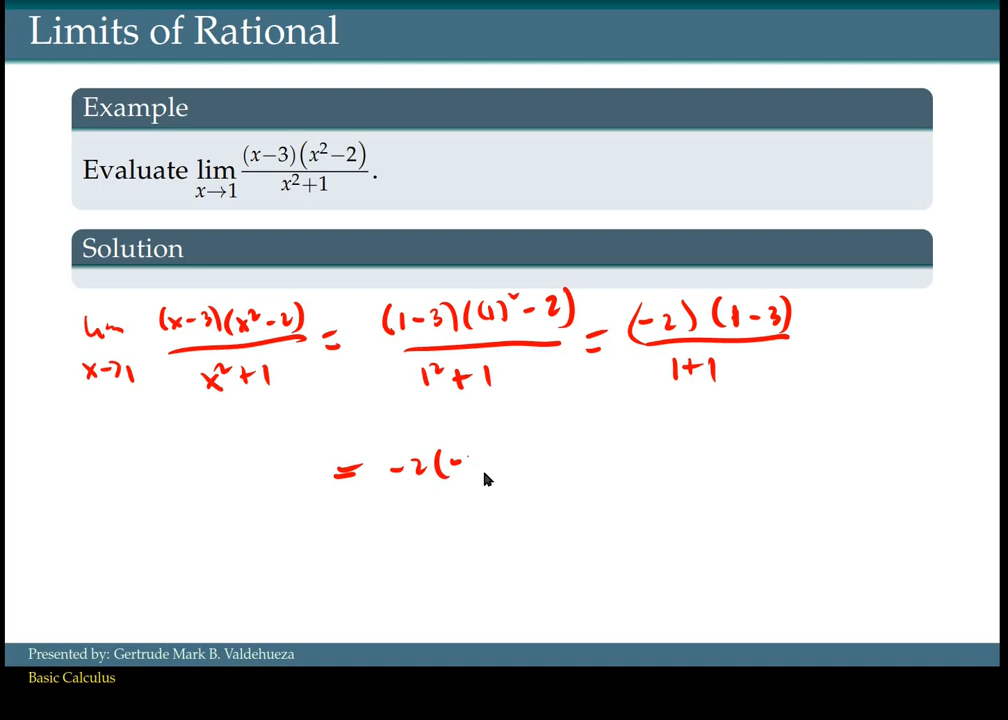 Limits of Rational
Example
Evaluate lim x→1 (x−3)(x²−2) / x²+1.
Solution
lim x→1 (x−3)(x²−2) / x²+1 = (1−3)((1)²−2) / 1²+1 = (−2)(1−3) / 1+1
= −2(−
Presented by: Gertrude Mark B. Valdehueza
Basic Calculus